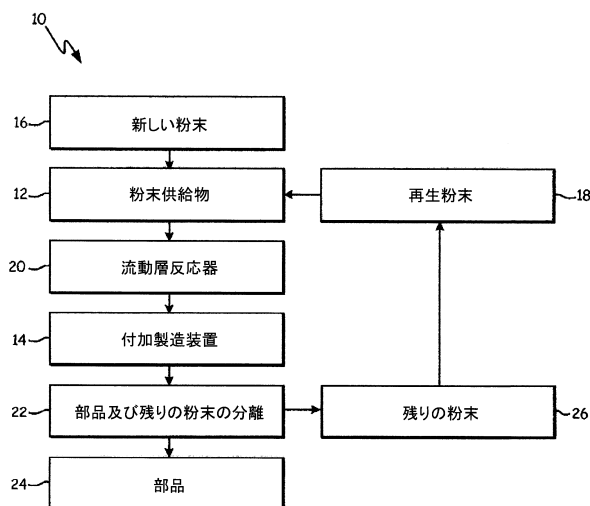 10
16
新しい粉末
12
粉末供給物
再生粉末
18
20
流動層反応器
14
付加製造装置
22
部品及び残りの粉末の分離
残りの粉末
26
24
部品